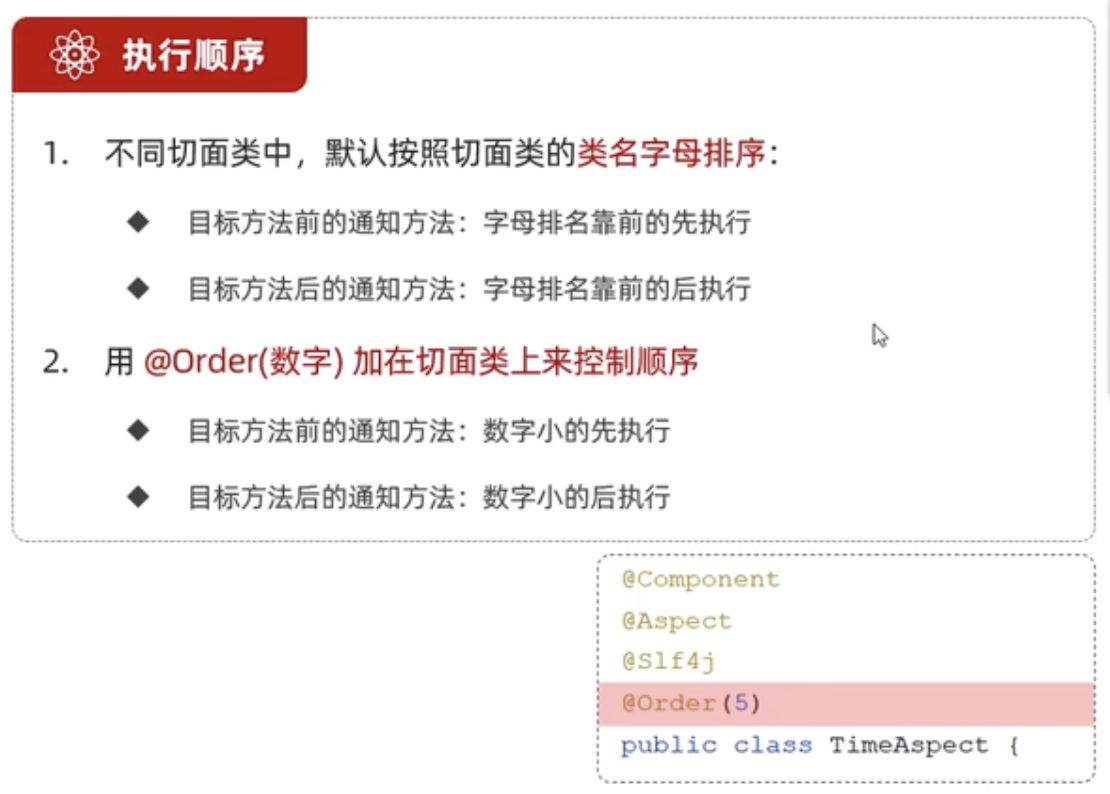 执行顺序
1. 不同切面类中，默认按照切面类的类名字母排序：
◆ 目标方法前的通知方法：字母排名靠前的先执行
◆ 目标方法后的通知方法：字母排名靠前的后执行
2. 用 @Order(数字) 加在切面类上来控制顺序
◆ 目标方法前的通知方法：数字小的先执行
◆ 目标方法后的通知方法：数字小的后执行
@Component
@Aspect
@Slf4j
@Order(5)
public class TimeAspect {